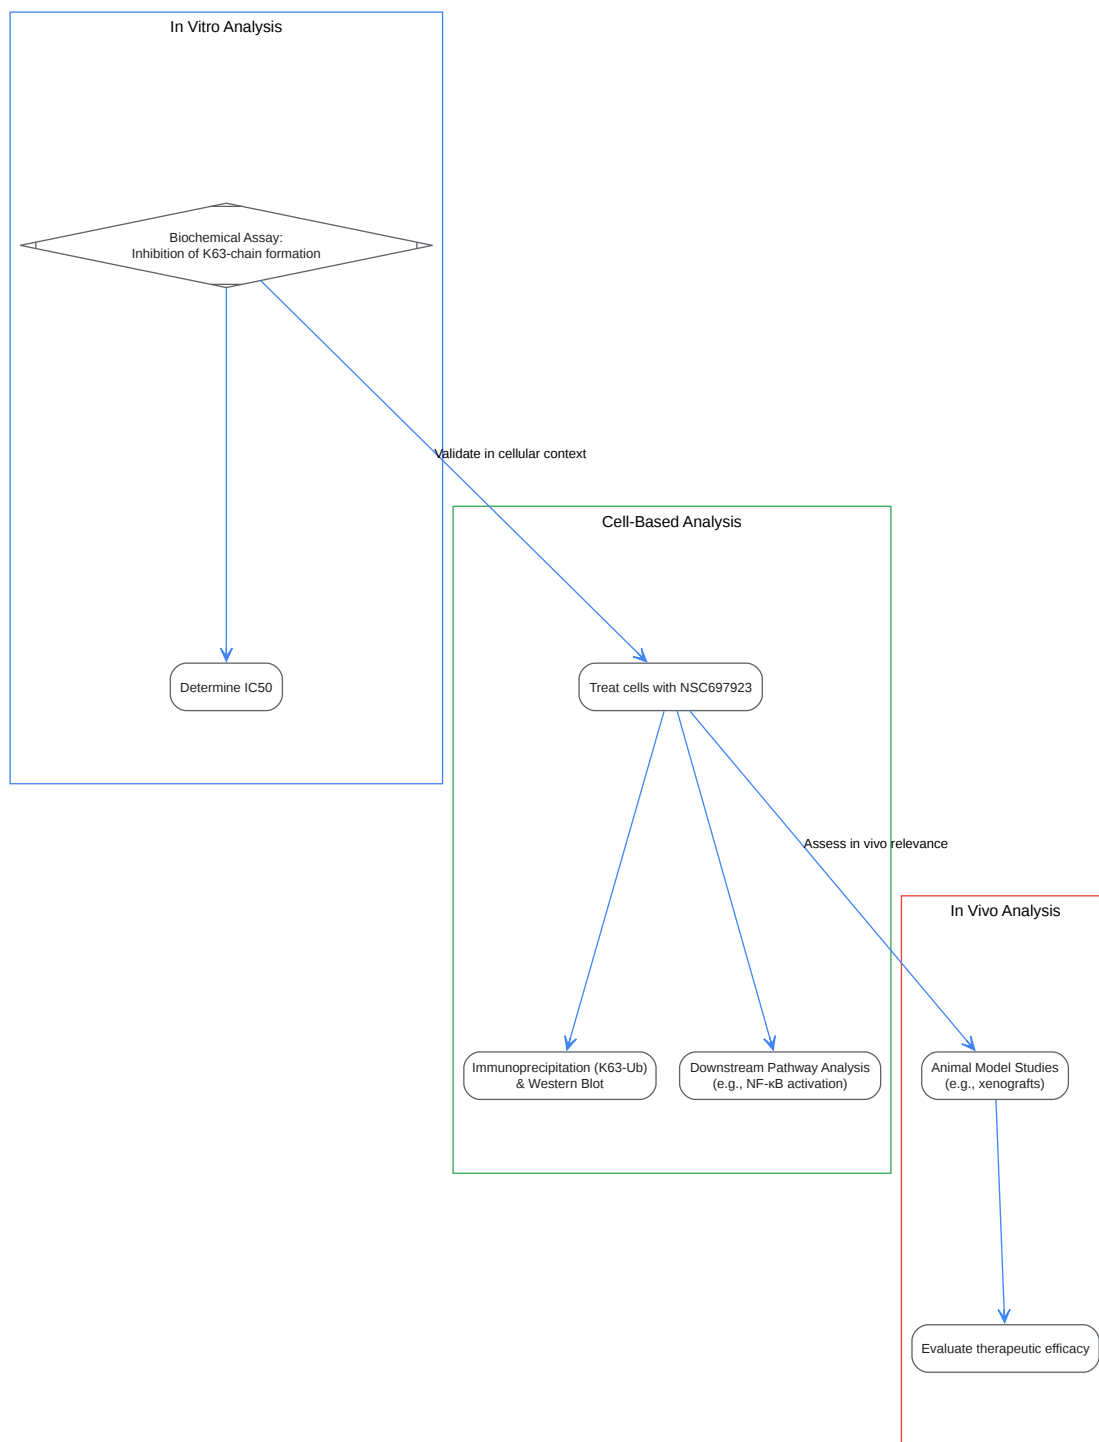 In Vitro Analysis
Biochemical Assay:
Inhibition of K63-chain formation
Validate in cellular context
Cell-Based Analysis
Determine IC50
Treat cells with NSC697923
Assess in vivo relevance
In Vivo Analysis
Immunoprecipitation (K63-Ub)
& Western Blot
Downstream Pathway Analysis
(e.g., NF-κB activation)
Animal Model Studies
(e.g., xenografts)
Evaluate therapeutic efficacy